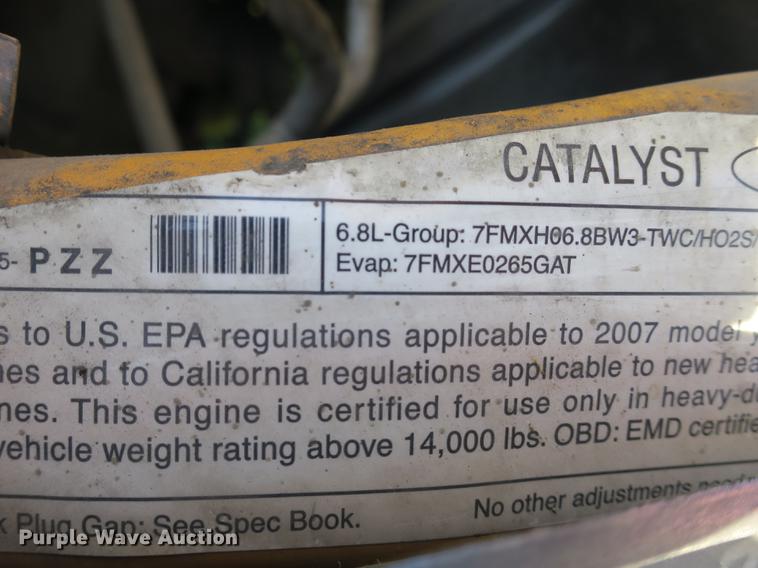 CATALYST
5- PZZ
6.8L-Group: 7FMXH06.8BW3-TWC/HO2S/
Evap: 7FMXE0265GAT
s to U.S. EPA regulations applicable to 2007 model y
nes and to California regulations applicable to new hea
nes. This engine is certified for use only in heavy-d
vehicle weight rating above 14,000 lbs. OBD: EMD certifie
k Plug Gap: See Spec Book.
No other adjustments need
Purple Wave Auction